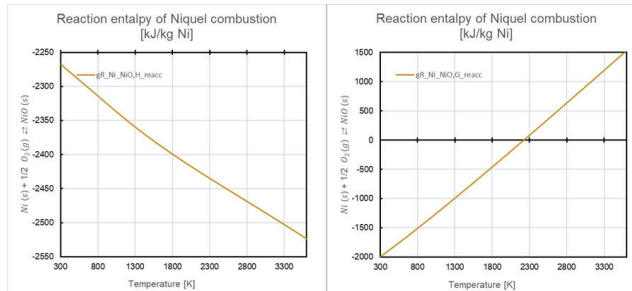 Reaction entalpy of Niquel combustion
[kJ/kg Ni]
-2250
-2300
-2350
-2400
-2450
-2500
-2550
Ni (s) + 1/2 O₂(g) ⇄ NiO (s)
gR_Ni_NiO,H_reacc
300 800 1300 1800 2300 2800 3300
Temperature [K]
Reaction entalpy of Niquel combustion
[kJ/kg Ni]
1500
1000
500
0
-500
-1000
-1500
-2000
Ni (s) + 1/2 O₂(g) ⇄ NiO (s)
gR_Ni_NiO,G_reacc
300 800 1300 1800 2300 2800 3300
Temperature [K]